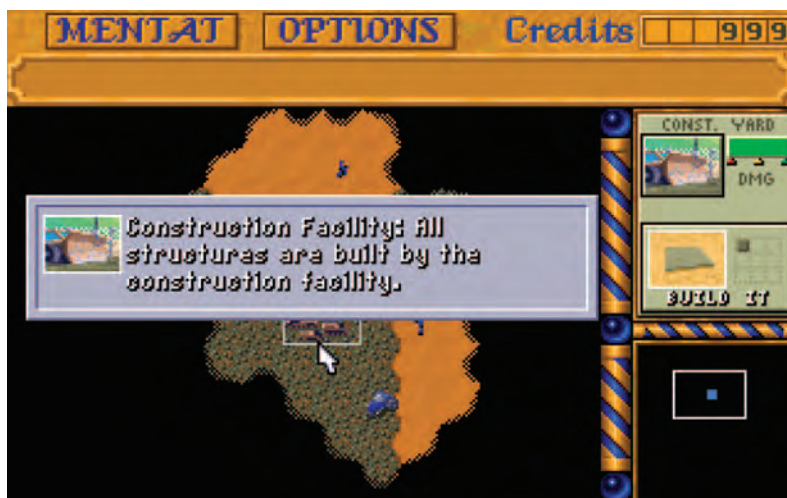 MENTAT OPTIONS Credits 999
CONST. YARD
DMG
Construction Facility: All
structures are built by the
construction facility.
BUILD IT